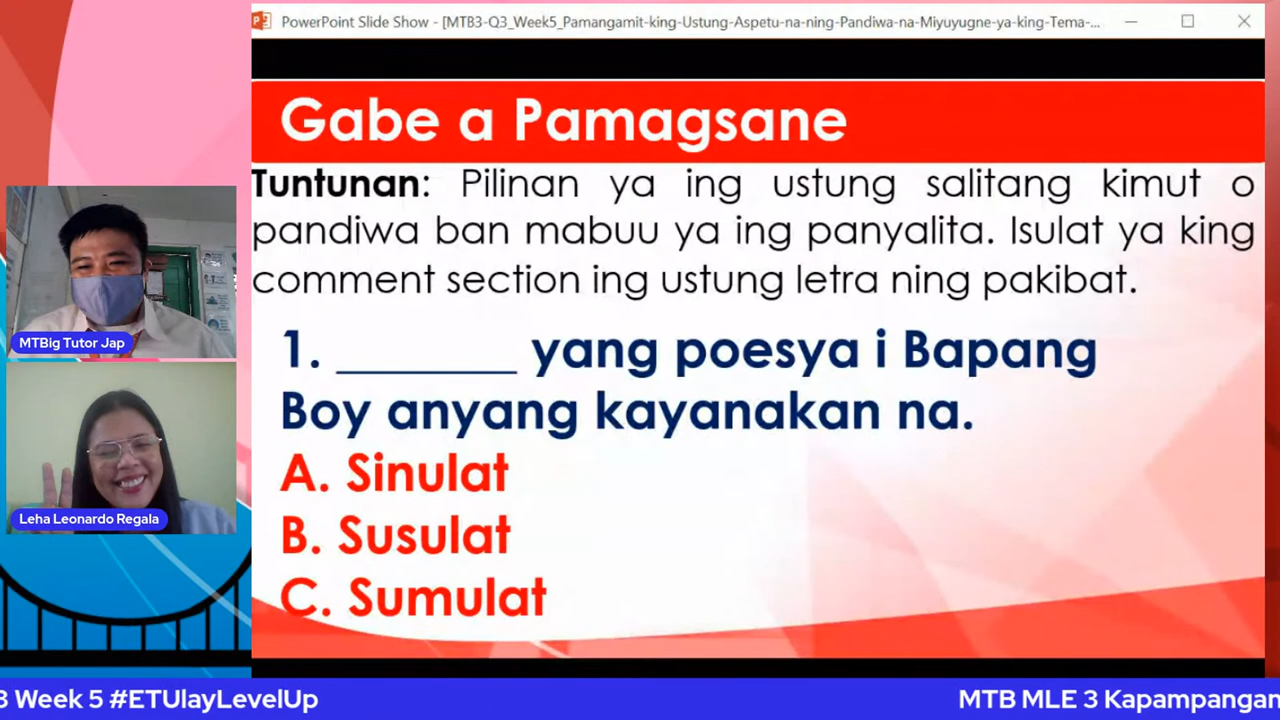 PowerPoint Slide Show - [MTB3-Q3_Week5_Pamangamit-king-Ustung-Aspetu-na-ning-Pandiwa-na-Miyuyugne-ya-king-Tema-...
Gabe a Pamagsane
Tuntunan: Pilinan ya ing ustung salitang kimut o
pandiwa ban mabuu ya ing panyalita. Isulat ya king
comment section ing ustung letra ning pakibat.
1. ________ yang poesya i Bapang
Boy anyang kayanakan na.
A. Sinulat
B. Susulat
C. Sumulat
MTBig Tutor Jap
Leha Leonardo Regala
3 Week 5 #ETUlayLevelUp
MTB MLE 3 Kapampangan